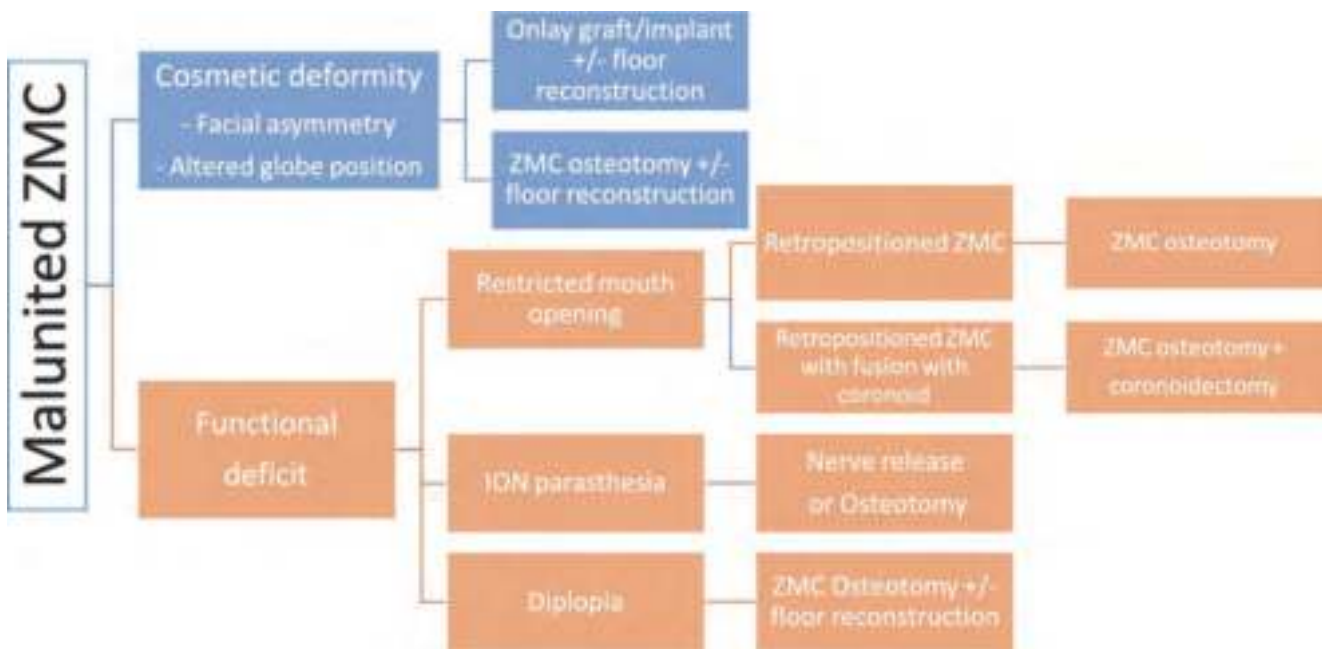 Malunited ZMC
Cosmetic deformity
- Facial asymmetry
- Altered globe position
Onlay graft/implant
+/- floor
reconstruction
ZMC osteotomy +/-
floor reconstruction
Functional
deficit
Restricted mouth
opening
Retropositioned ZMC
ZMC osteotomy
Retropositioned ZMC
with fusion with
coronoid
ZMC osteotomy +
coronoidectomy
ION parasthesia
Nerve release
or Osteotomy
Diplopia
ZMC Osteotomy +/-
floor reconstruction